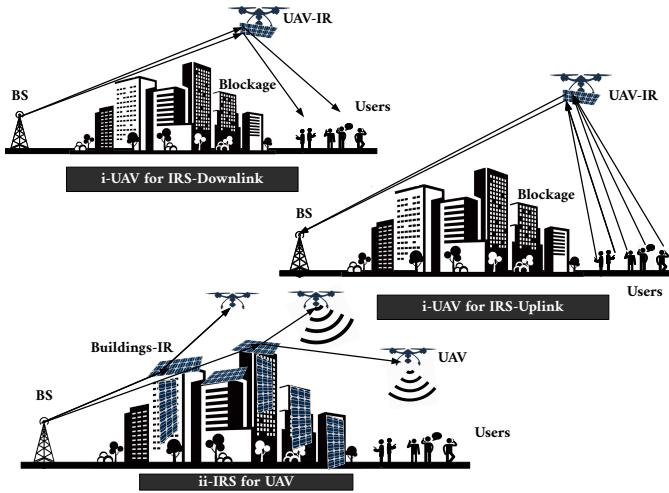 UAV-IR
BS
Blockage
Users
i-UAV for IRS-Downlink
UAV-IR
BS
Blockage
Users
i-UAV for IRS-Uplink
Buildings-IR
UAV
BS
Users
ii-IRS for UAV